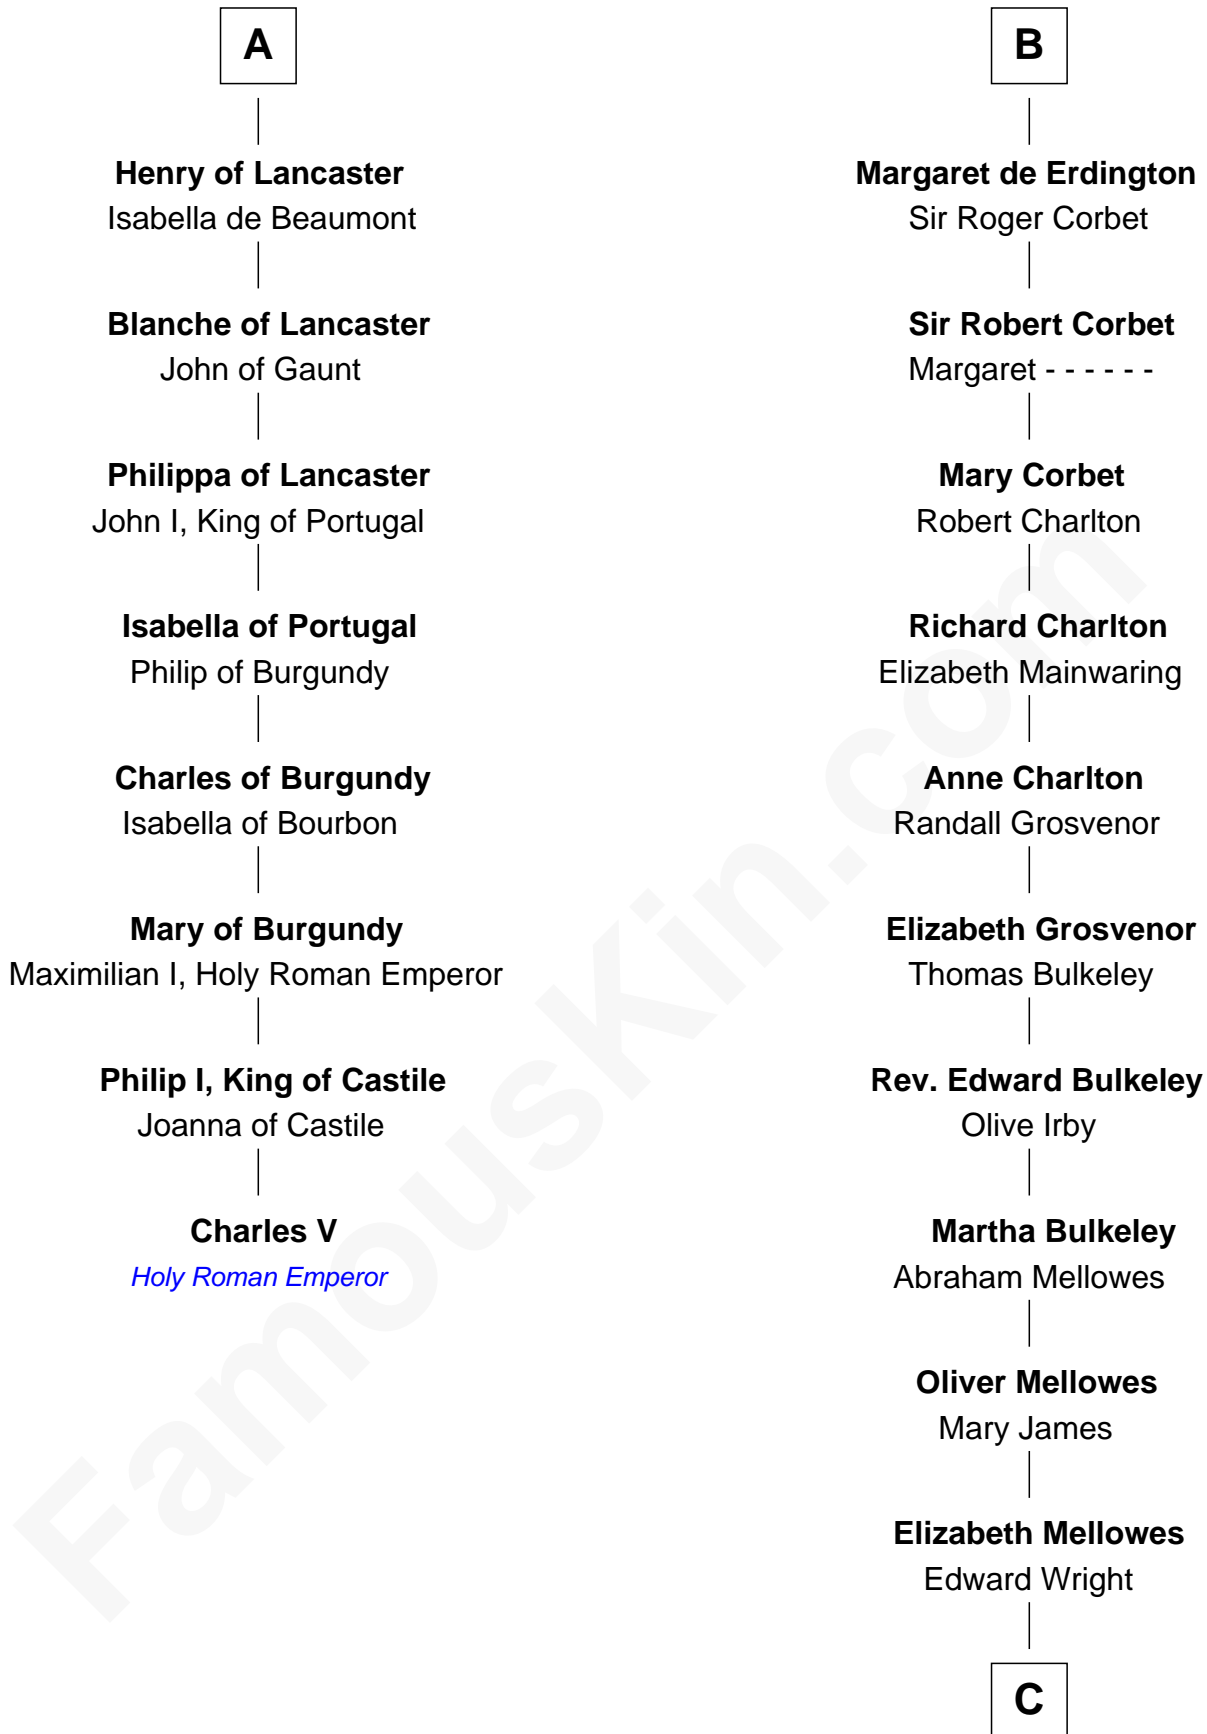 A
Henry of Lancaster
Isabella de Beaumont
Blanche of Lancaster
John of Gaunt
Philippa of Lancaster
John I, King of Portugal
Isabella of Portugal
Philip of Burgundy
Charles of Burgundy
Isabella of Bourbon
Mary of Burgundy
Maximilian I, Holy Roman Emperor
Philip I, King of Castile
Joanna of Castile
Charles V
Holy Roman Emperor
B
Margaret de Erdington
Sir Roger Corbet
Sir Robert Corbet
Margaret - - - - - -
Mary Corbet
Robert Charlton
Richard Charlton
Elizabeth Mainwaring
Anne Charlton
Randall Grosvenor
Elizabeth Grosvenor
Thomas Bulkeley
Rev. Edward Bulkeley
Olive Irby
Martha Bulkeley
Abraham Mellowes
Oliver Mellowes
Mary James
Elizabeth Mellowes
Edward Wright
C
FamousKin.com